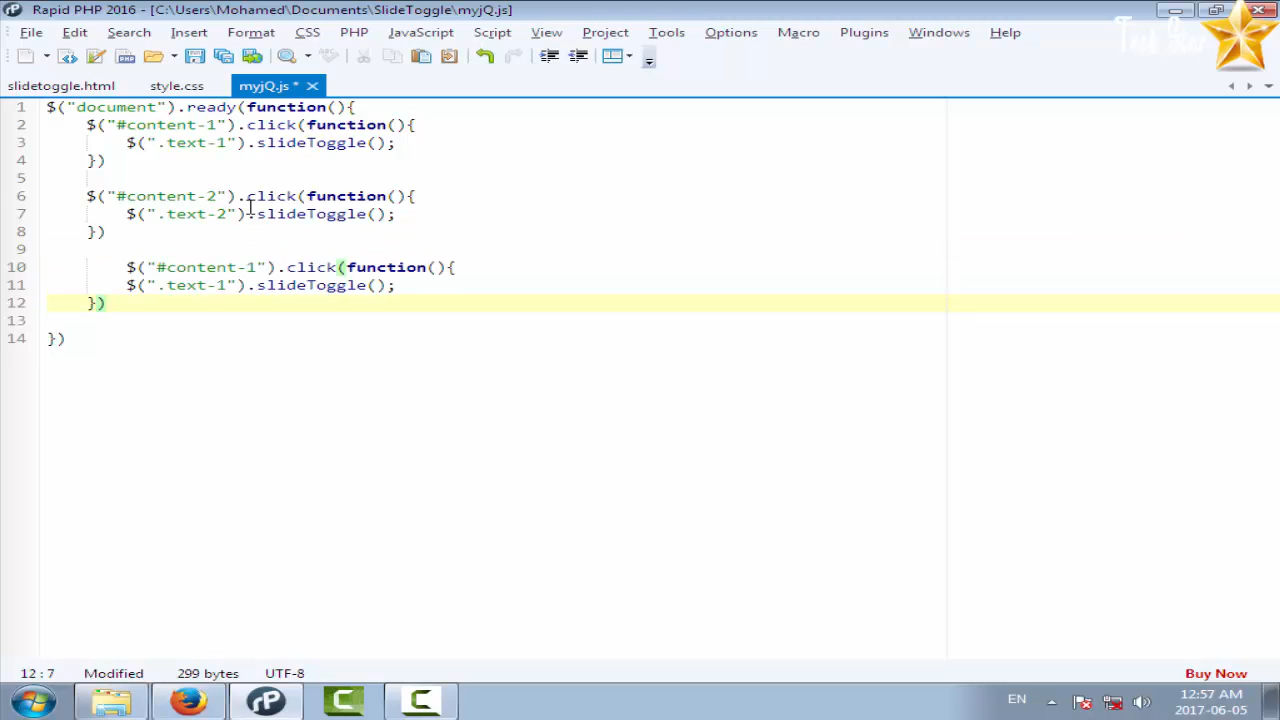 Rapid PHP 2016 - [C:\Users\Mohamed\Documents\SlideToggle\myjQ.js]
File Edit Search Insert Format CSS PHP JavaScript Script View Project Tools Options Macro Plugins Windows Help
slidetoggle.html style.css myjQ.js *
1 $("document").ready(function(){
2 $("#content-1").click(function(){
3 $(".text-1").slideToggle();
4 })
5
6 $("#content-2").click(function(){
7 $(".text-2").slideToggle();
8 })
9
10 $("#content-1").click(function(){
11 $(".text-1").slideToggle();
12 })
13
14 })
12 : 7 Modified 299 bytes UTF-8 Buy Now
EN 12:57 AM
2017-06-05